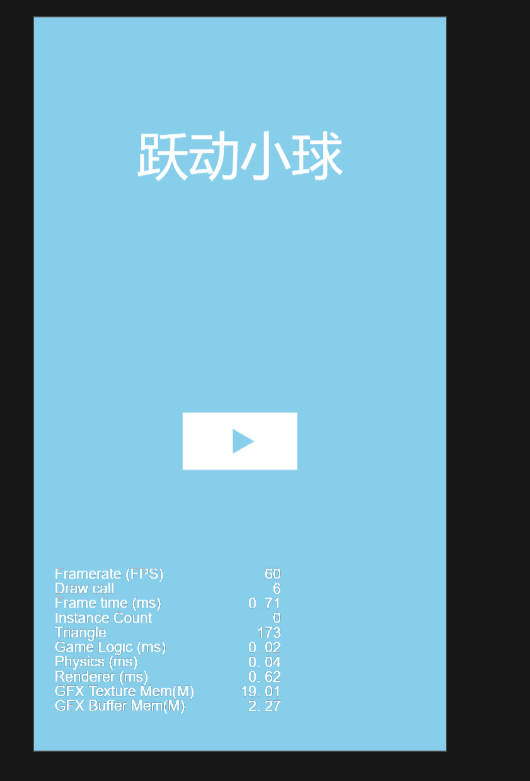 跃动小球
Framerate (FPS) 60
Draw call 6
Frame time (ms) 0.71
Instance Count 0
Triangle 173
Game Logic (ms) 0.02
Physics (ms) 0.04
Renderer (ms) 0.62
GFX Texture Mem(M) 19.01
GFX Buffer Mem(M) 2.27